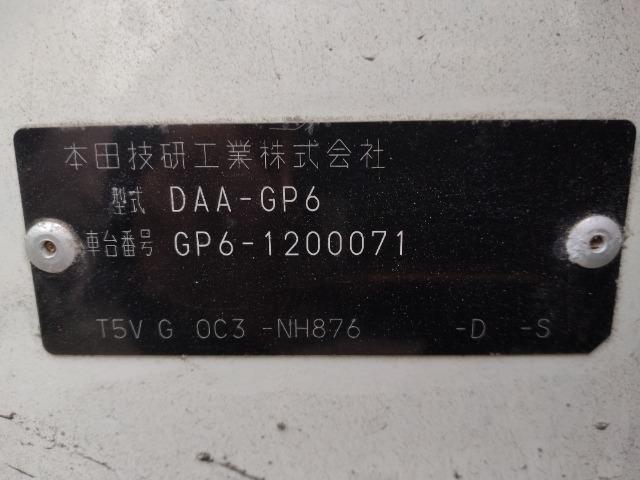 本田技研工業株式会社
型式 DAA-GP6
車台番号 GP6-1200071
T5V G 0C3 -NH876 -D -S